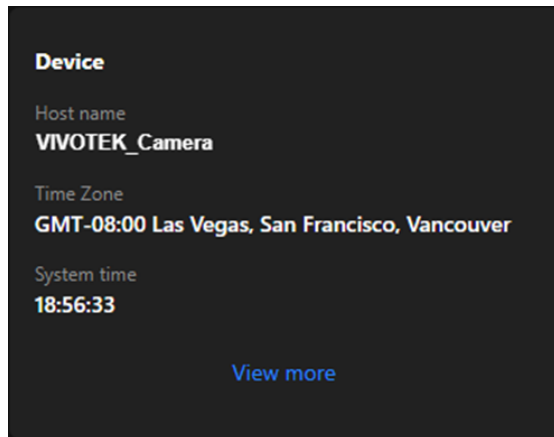 Device
Host name
VIVOTEK_Camera
Time Zone
GMT-08:00 Las Vegas, San Francisco, Vancouver
System time
18:56:33
View more